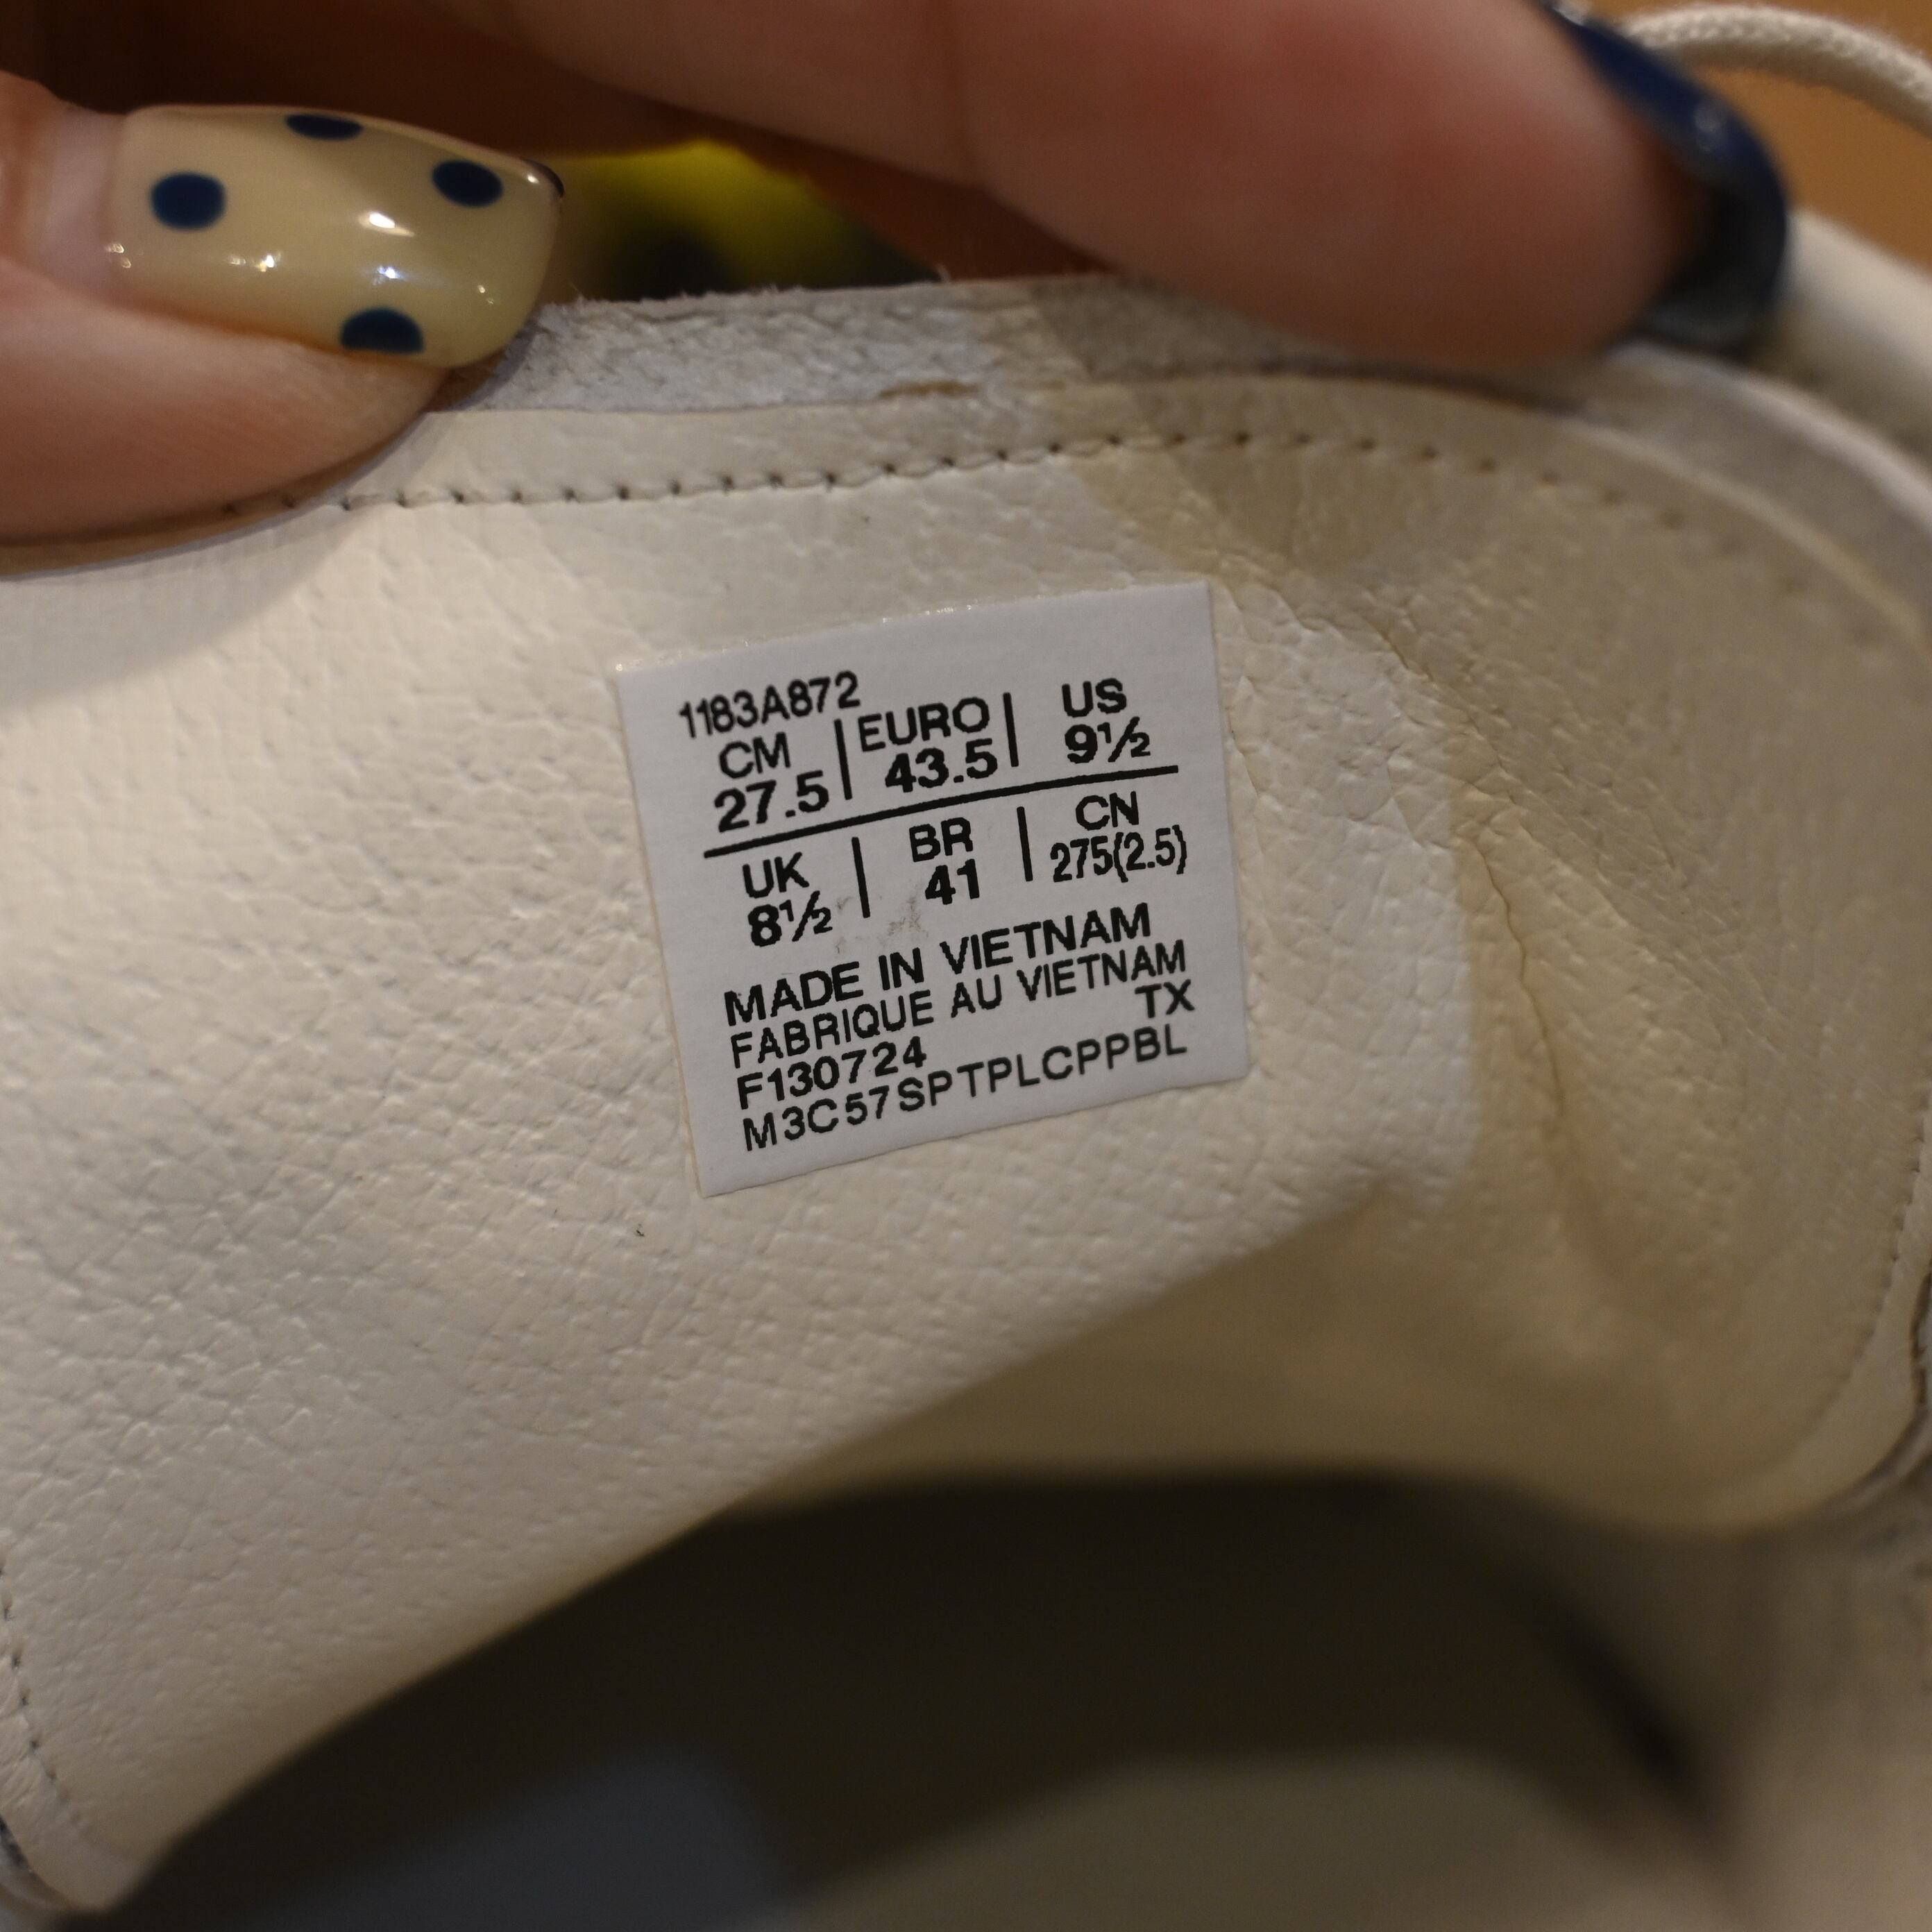 1183A872
CM | EURO | US
27.5 | 43.5 | 9½
UK | BR | CN
8½ | 41 | 275(2.5)
MADE IN VIETNAM
FABRIQUE AU VIETNAM
TX
F130724
M3C57SPTPLCPPBL